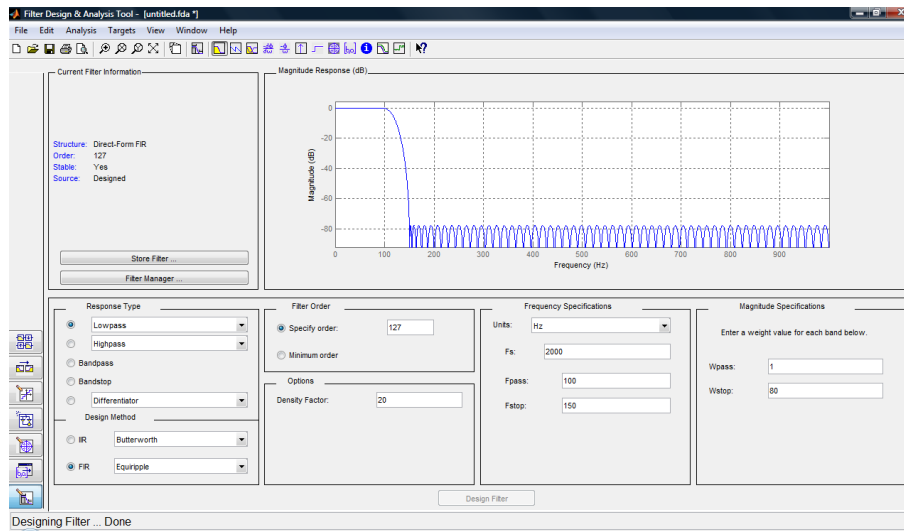 Filter Design & Analysis Tool - [untitled.fda *]
File Edit Analysis Targets View Window Help
Current Filter Information
Structure: Direct-Form FIR
Order: 127
Stable: Yes
Source: Designed
Store Filter ...
Filter Manager ...
Magnitude Response (dB)
Magnitude (dB)
0
-20
-40
-60
-80
0 100 200 300 400 500 600 700 800 900
Frequency (Hz)
Response Type
Lowpass
Highpass
Bandpass
Bandstop
Differentiator
Design Method
IIR Butterworth
FIR Equiripple
Filter Order
Specify order: 127
Minimum order
Options
Density Factor: 20
Frequency Specifications
Units: Hz
Fs: 2000
Fpass: 100
Fstop: 150
Magnitude Specifications
Enter a weight value for each band below.
Wpass: 1
Wstop: 80
Design Filter
Designing Filter ... Done